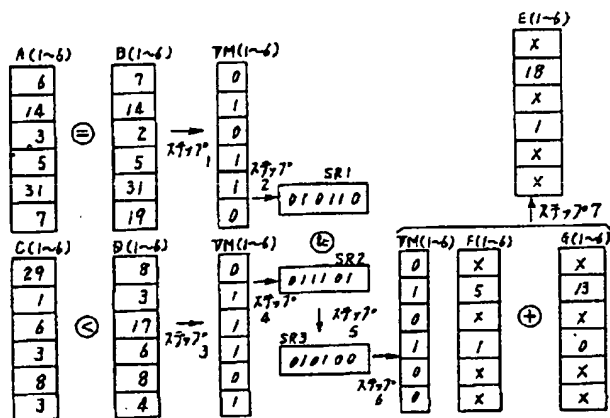 E(1~6)
x
18
x
1
x
x
A(1~6) B(1~6) VM(1~6)
6 7 0
14 14 1
3 = 2 0
5 5 1
31 31 1
7 19 0
ステップ 1
ステップ 2
SR1
010110
&
ステップ 7
C(1~6) D(1~6) VM(1~6)
29 8 0
1 3 1
6 < 17 1
3 6 1
8 8 0
3 4 1
ステップ 3
ステップ 4
SR2
011101
ステップ 5
SR3
010100
ステップ 6
VM(1~6) F(1~6) G(1~6)
0 x x
1 5 13
0 x + x
1 1 0
0 x x
0 x x